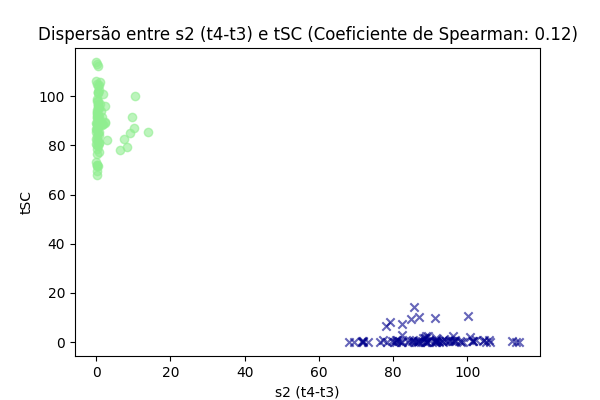 Dispersão entre s2 (t4-t3) e tSC (Coeficiente de Spearman: 0.12)
100
80
60
40
20
0
tSC
0 20 40 60 80 100
s2 (t4-t3)